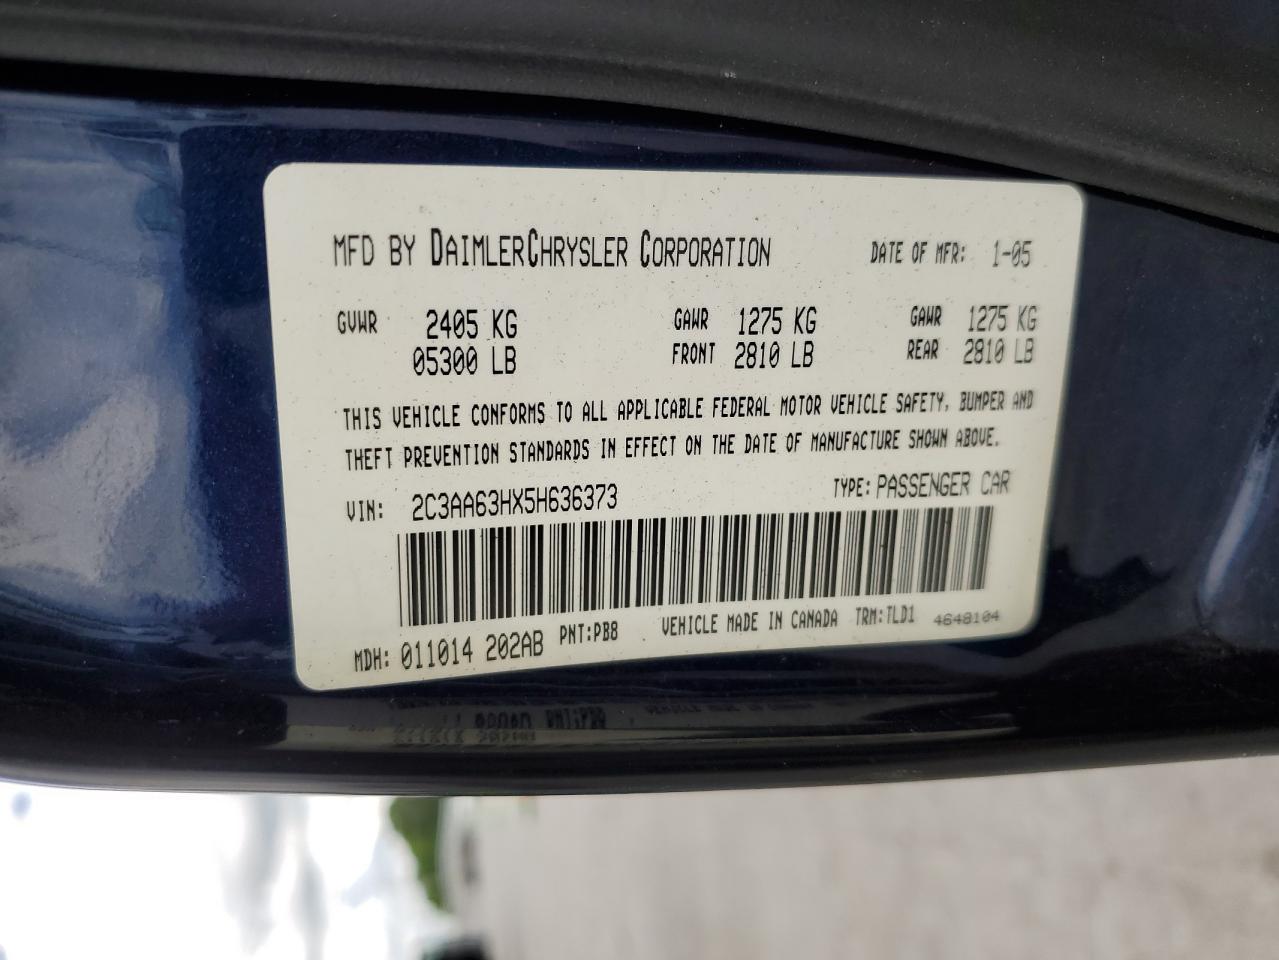 MFD BY DAIMLERCHRYSLER CORPORATION DATE OF MFR: 1-05
GVWR 2405 KG GAWR 1275 KG GAWR 1275 KG
05300 LB FRONT 2810 LB REAR 2810 LB
THIS VEHICLE CONFORMS TO ALL APPLICABLE FEDERAL MOTOR VEHICLE SAFETY, BUMPER AND
THEFT PREVENTION STANDARDS IN EFFECT ON THE DATE OF MANUFACTURE SHOWN ABOVE.
VIN: 2C3AA63HX5H636373 TYPE: PASSENGER CAR
MDH: 011014 202AB PNT:PB8 VEHICLE MADE IN CANADA TRM:TLD1 4648104